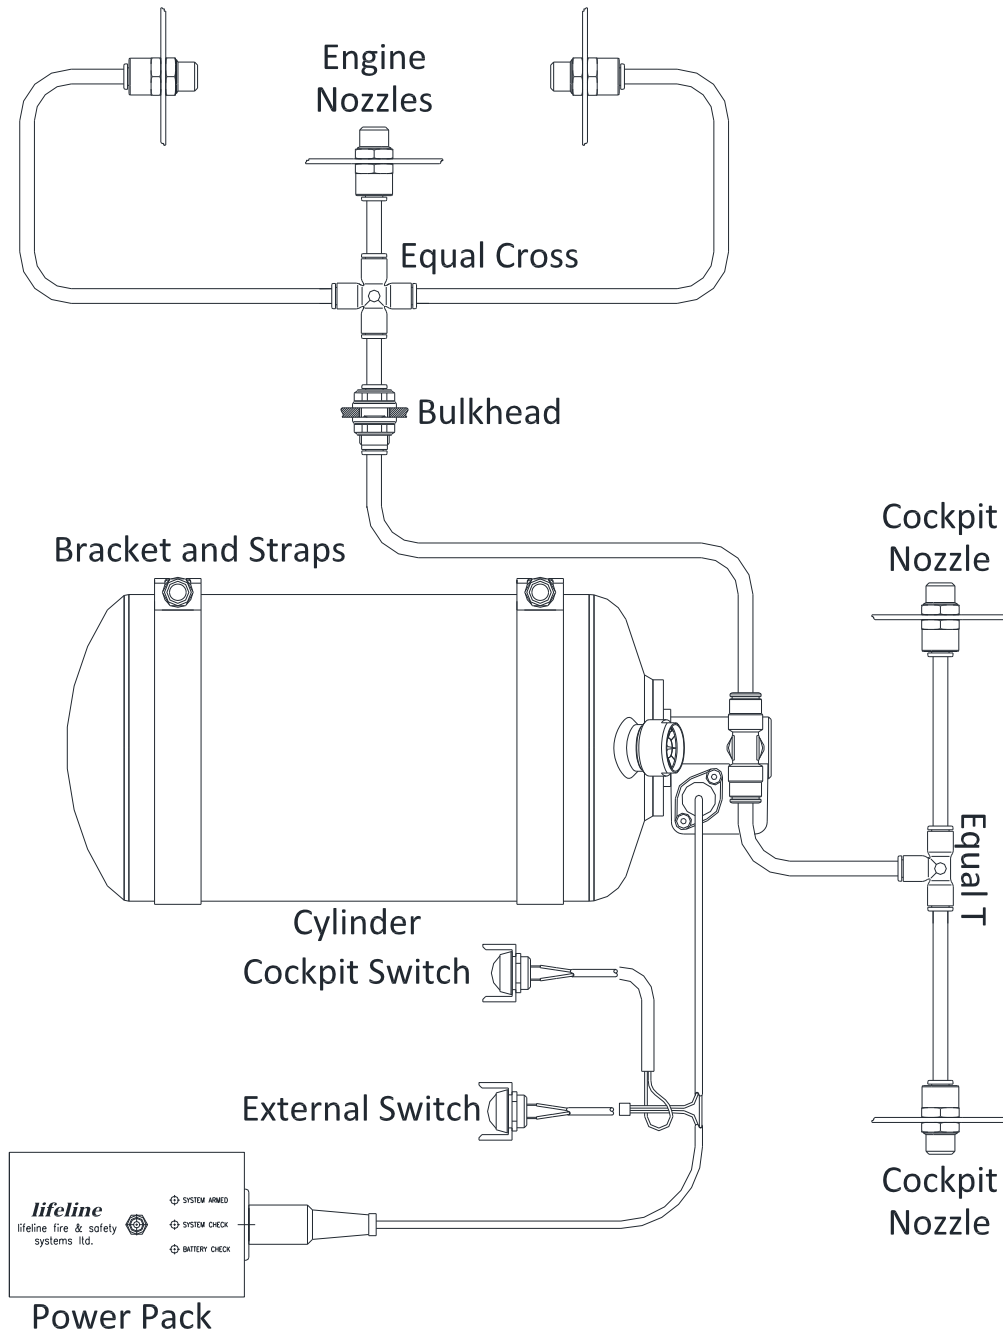 Engine
Nozzles
Equal Cross
Bulkhead
Cockpit
Nozzle
Bracket and Straps
Equal T
Cylinder
Cockpit Switch
External Switch
Cockpit
Nozzle
lifeline
lifeline fire & safety
systems ltd.
SYSTEM ARMED
SYSTEM CHECK
BATTERY CHECK
Power Pack